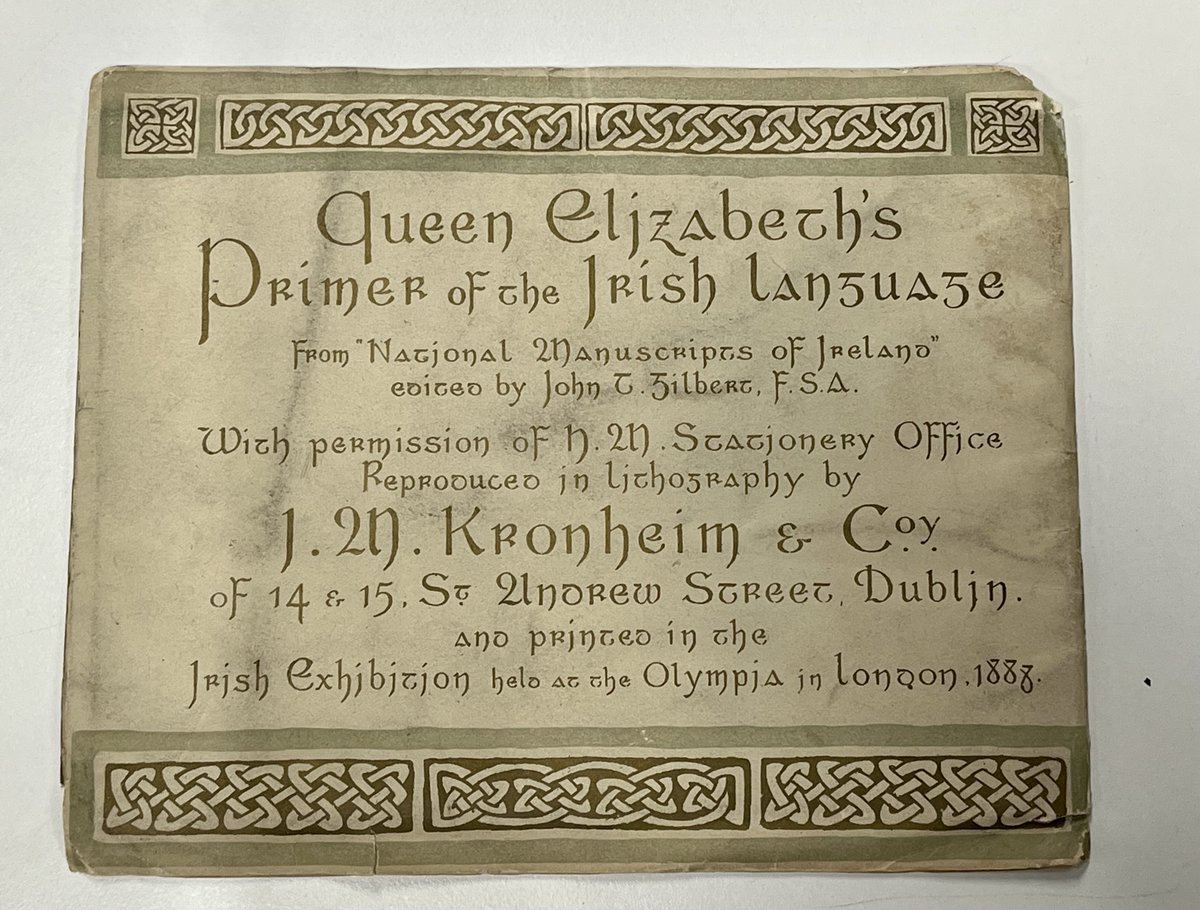 Queen Elizabeth's
Primer of the Irish Language
From "National Manuscripts of Ireland"
edited by John T. Gilbert, F.S.A.
With permission of H.M. Stationery Office
Reproduced in lithography by
J. M. Kronheim & Coy.
of 14 & 15, St Andrew Street, Dublin.
and printed in the
Irish Exhibition held at the Olympia in London, 1888.